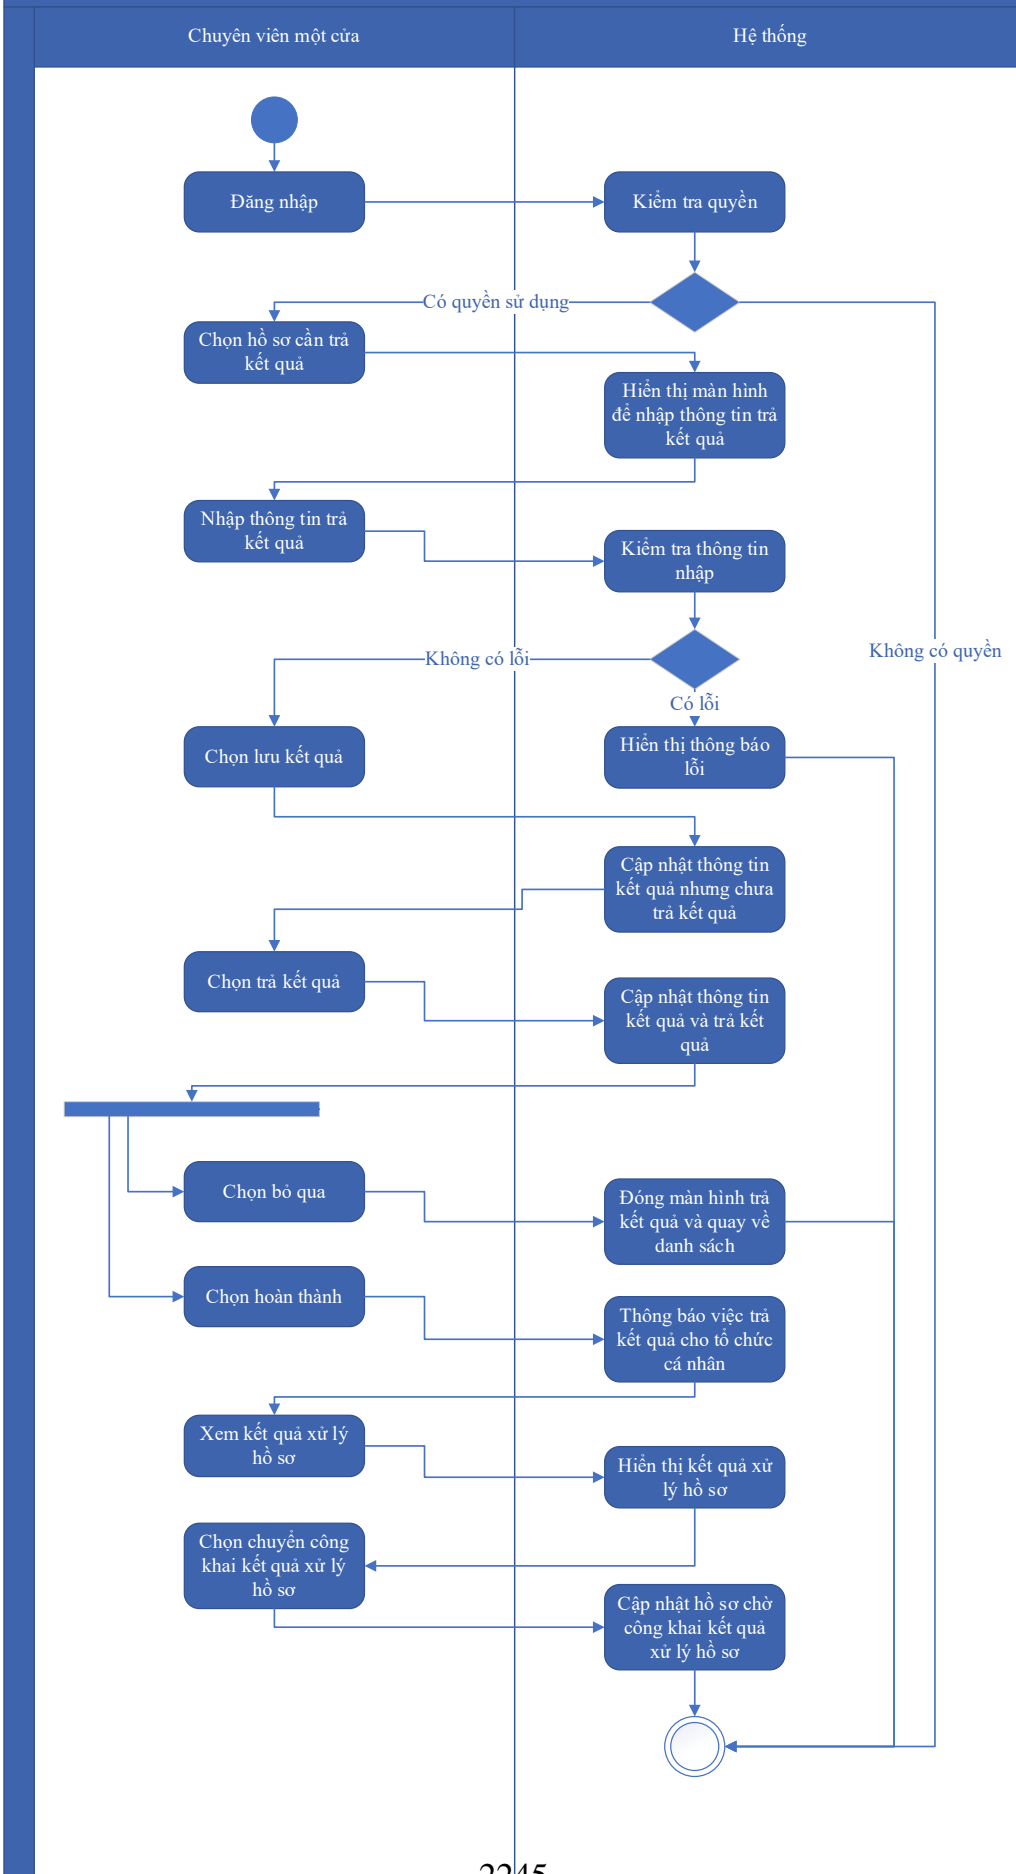 Chuyên viên một cửa
Hệ thống
Đăng nhập
Kiểm tra quyền
Có quyền sử dụng
Chọn hồ sơ cần trả
kết quả
Hiển thị màn hình
để nhập thông tin trả
kết quả
Nhập thông tin trả
kết quả
Kiểm tra thông tin
nhập
Không có quyền
Không có lỗi
Có lỗi
Chọn lưu kết quả
Hiển thị thông báo
lỗi
Cập nhật thông tin
kết quả nhưng chưa
trả kết quả
Chọn trả kết quả
Cập nhật thông tin
kết quả và trả kết
quả
Chọn bỏ qua
Đóng màn hình trả
kết quả và quay về
danh sách
Chọn hoàn thành
Thông báo việc trả
kết quả cho tổ chức
cá nhân
Xem kết quả xử lý
hồ sơ
Hiển thị kết quả xử
lý hồ sơ
Chọn chuyển công
khai kết quả xử lý
hồ sơ
Cập nhật hồ sơ chờ
công khai kết quả
xử lý hồ sơ
2245